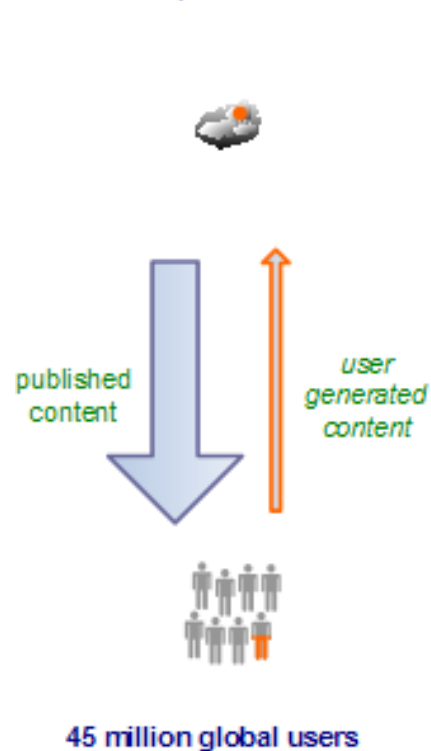 published
content
user
generated
content
45 million global users